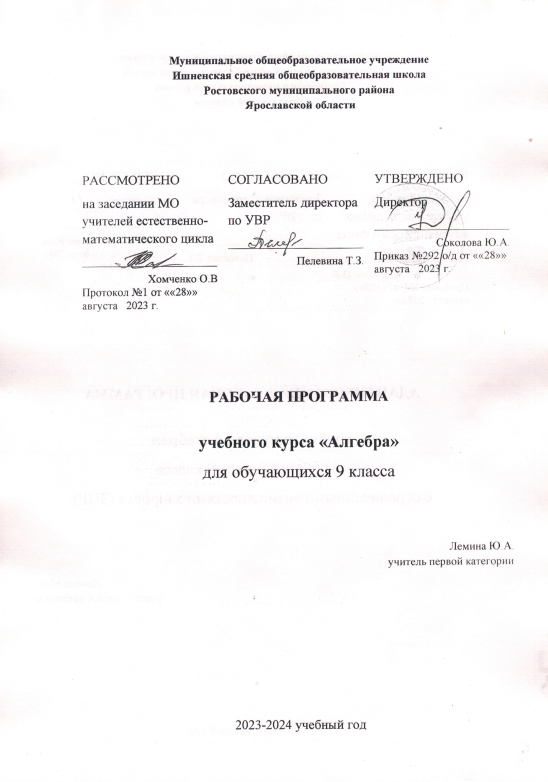 Муниципальное общеобразовательное учреждение
Ишненская средняя общеобразовательная школа
Ростовского муниципального района
Ярославской области
РАССМОТРЕНО
на заседании МО
учителей естественно-
математического цикла
Хомченко О.В
Протокол №1 от ««28»»
августа 2023 г.
СОГЛАСОВАНО
Заместитель директора
по УВР
Пелевина Т.З.
УТВЕРЖДЕНО
Директор
Соколова Ю.А.
Приказ №292 о/д от ««28»»
августа 2023 г.
РАБОЧАЯ ПРОГРАММА
учебного курса «Алгебра»
для обучающихся 9 класса
Лемина Ю.А.
учитель первой категории
2023-2024 учебный год